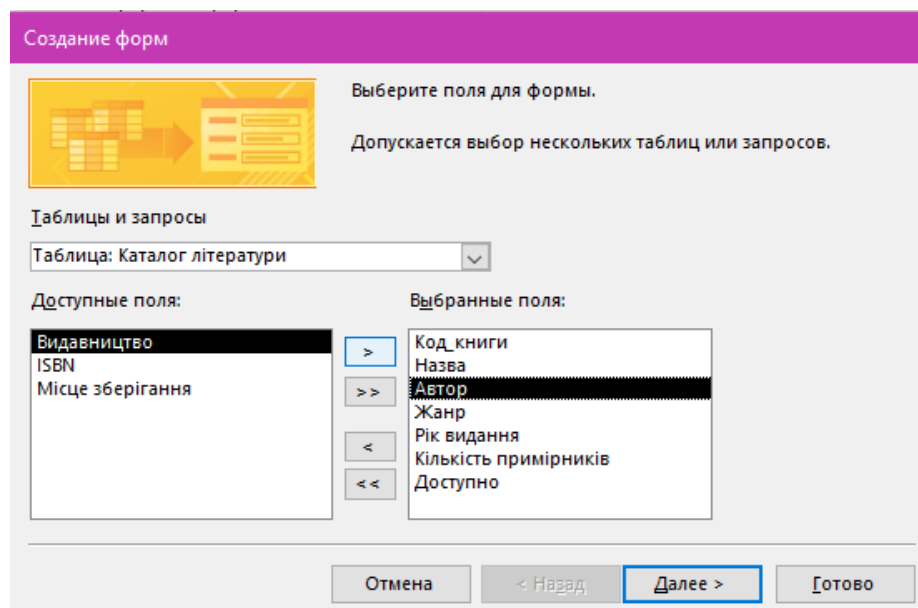 Создание форм
Выберите поля для формы.
Допускается выбор нескольких таблиц или запросов.
Таблицы и запросы
Таблица: Каталог літератури
Доступные поля:
Выбранные поля:
Видавництво
ISBN
Місце зберігання
>
>>
<
<<
Код_книги
Назва
Автор
Жанр
Рік видання
Кількість примірників
Доступно
Отмена
< Назад
Далее >
Готово